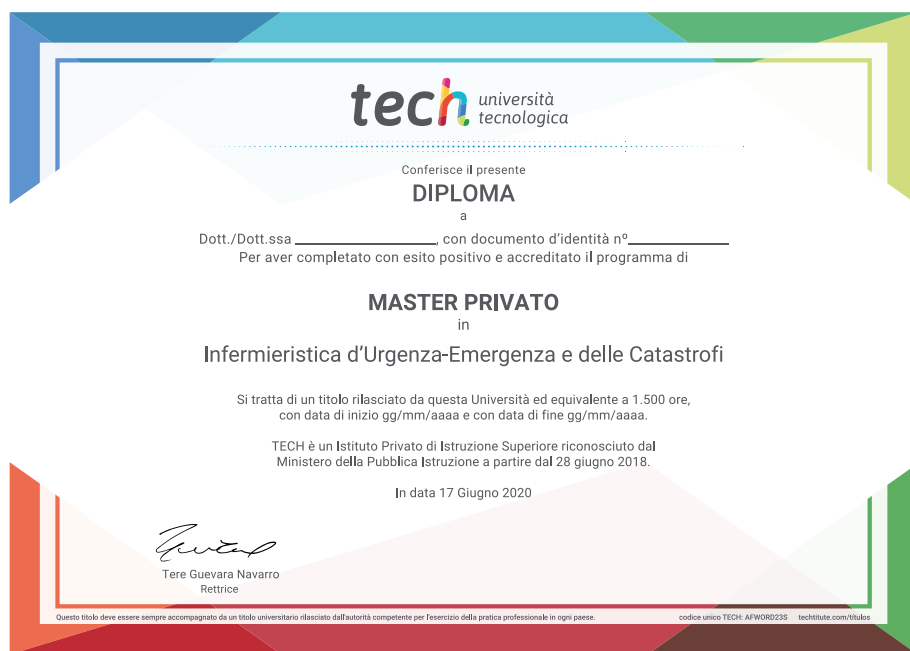 tech università
tecnologica
Conferisce il presente
DIPLOMA
a
Dott./Dott.ssa ________________, con documento d'identità nº____________
Per aver completato con esito positivo e accreditato il programma di
MASTER PRIVATO
in
Infermieristica d'Urgenza-Emergenza e delle Catastrofi
Si tratta di un titolo rilasciato da questa Università ed equivalente a 1.500 ore,
con data di inizio gg/mm/aaaa e con data di fine gg/mm/aaaa.
TECH è un Istituto Privato di Istruzione Superiore riconosciuto dal
Ministero della Pubblica Istruzione a partire dal 28 giugno 2018.
In data 17 Giugno 2020
Tere Guevara Navarro
Rettrice
Questo titolo deve essere sempre accompagnato da un titolo universitario rilasciato dall'autorità competente per l'esercizio della pratica professionale in ogni paese. codice unico TECH: AFWORD23S techtitute.com/títulos